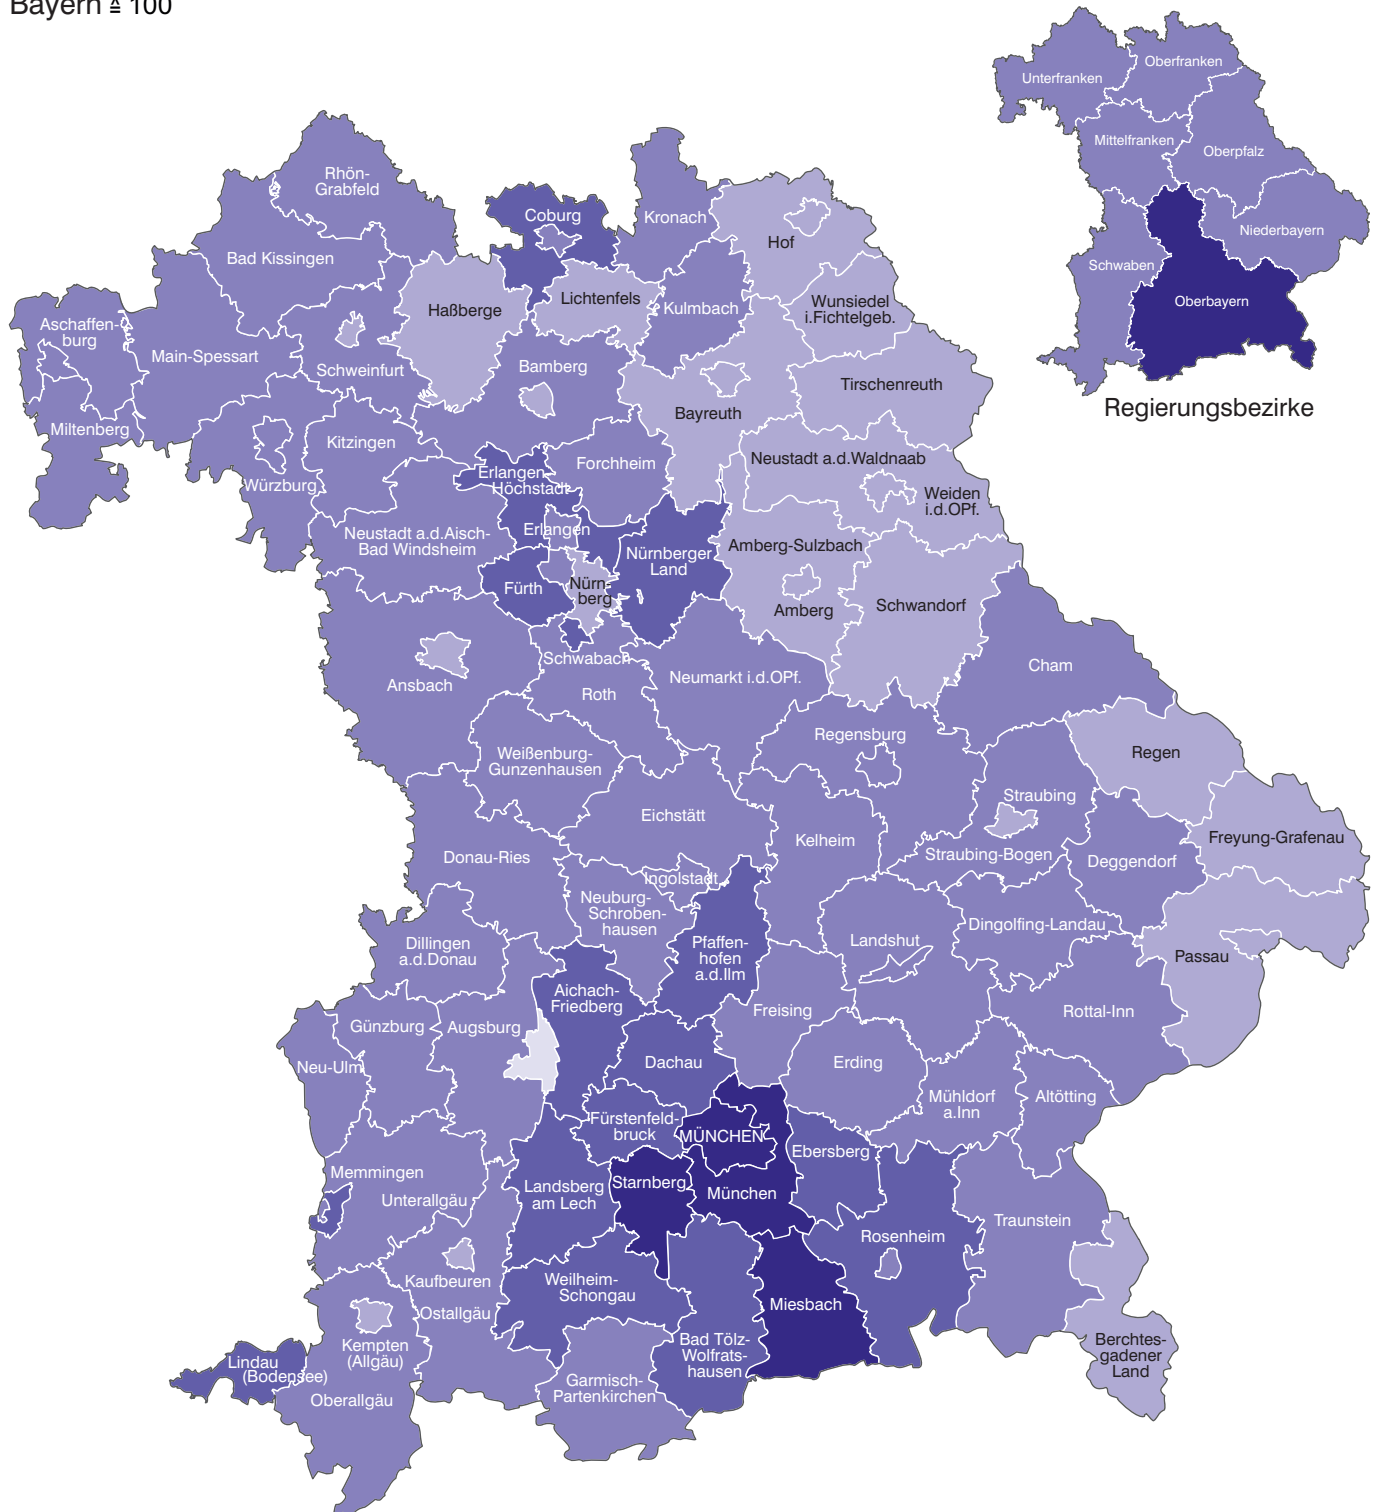 Bayern ≙ 100
Unterfranken
Oberfranken
Mittelfranken
Oberpfalz
Niederbayern
Schwaben
Oberbayern
Regierungsbezirke
Rhön-
Grabfeld
Coburg
Kronach
Hof
Bad Kissingen
Lichtenfels
Haßberge
Kulmbach
Wunsiedel
i.Fichtelgeb.
Aschaffen-
burg
Main-Spessart
Schweinfurt
Bamberg
Tirschenreuth
Bayreuth
Miltenberg
Kitzingen
Neustadt a.d.Waldnaab
Forchheim
Erlangen-
Höchstadt
Würzburg
Weiden
i.d.OPf.
Neustadt a.d.Aisch-
Bad Windsheim
Erlangen
Nürnberger
Land
Amberg-Sulzbach
Fürth
Nürn-
berg
Amberg
Schwandorf
Schwabach
Cham
Ansbach
Roth
Neumarkt i.d.OPf.
Regensburg
Weißenburg-
Gunzenhausen
Regen
Straubing
Eichstätt
Kelheim
Freyung-Grafenau
Donau-Ries
Straubing-Bogen
Deggendorf
Ingolstadt
Neuburg-
Schroben-
hausen
Dingolfing-Landau
Dillingen
a.d.Donau
Pfaffen-
hofen
a.d.Ilm
Landshut
Passau
Aichach-
Friedberg
Freising
Rottal-Inn
Günzburg
Augsburg
Neu-Ulm
Dachau
Erding
Mühldorf
a.Inn
Altötting
Fürstenfeld-
bruck
MÜNCHEN
Ebersberg
Memmingen
Unterallgäu
Landsberg
am Lech
Starnberg
München
Traunstein
Rosenheim
Kaufbeuren
Weilheim-
Schongau
Ostallgäu
Miesbach
Kempten
(Allgäu)
Bad Tölz-
Wolfrats-
hausen
Berchtes-
gadener
Land
Lindau
(Bodensee)
Oberallgäu
Garmisch-
Partenkirchen